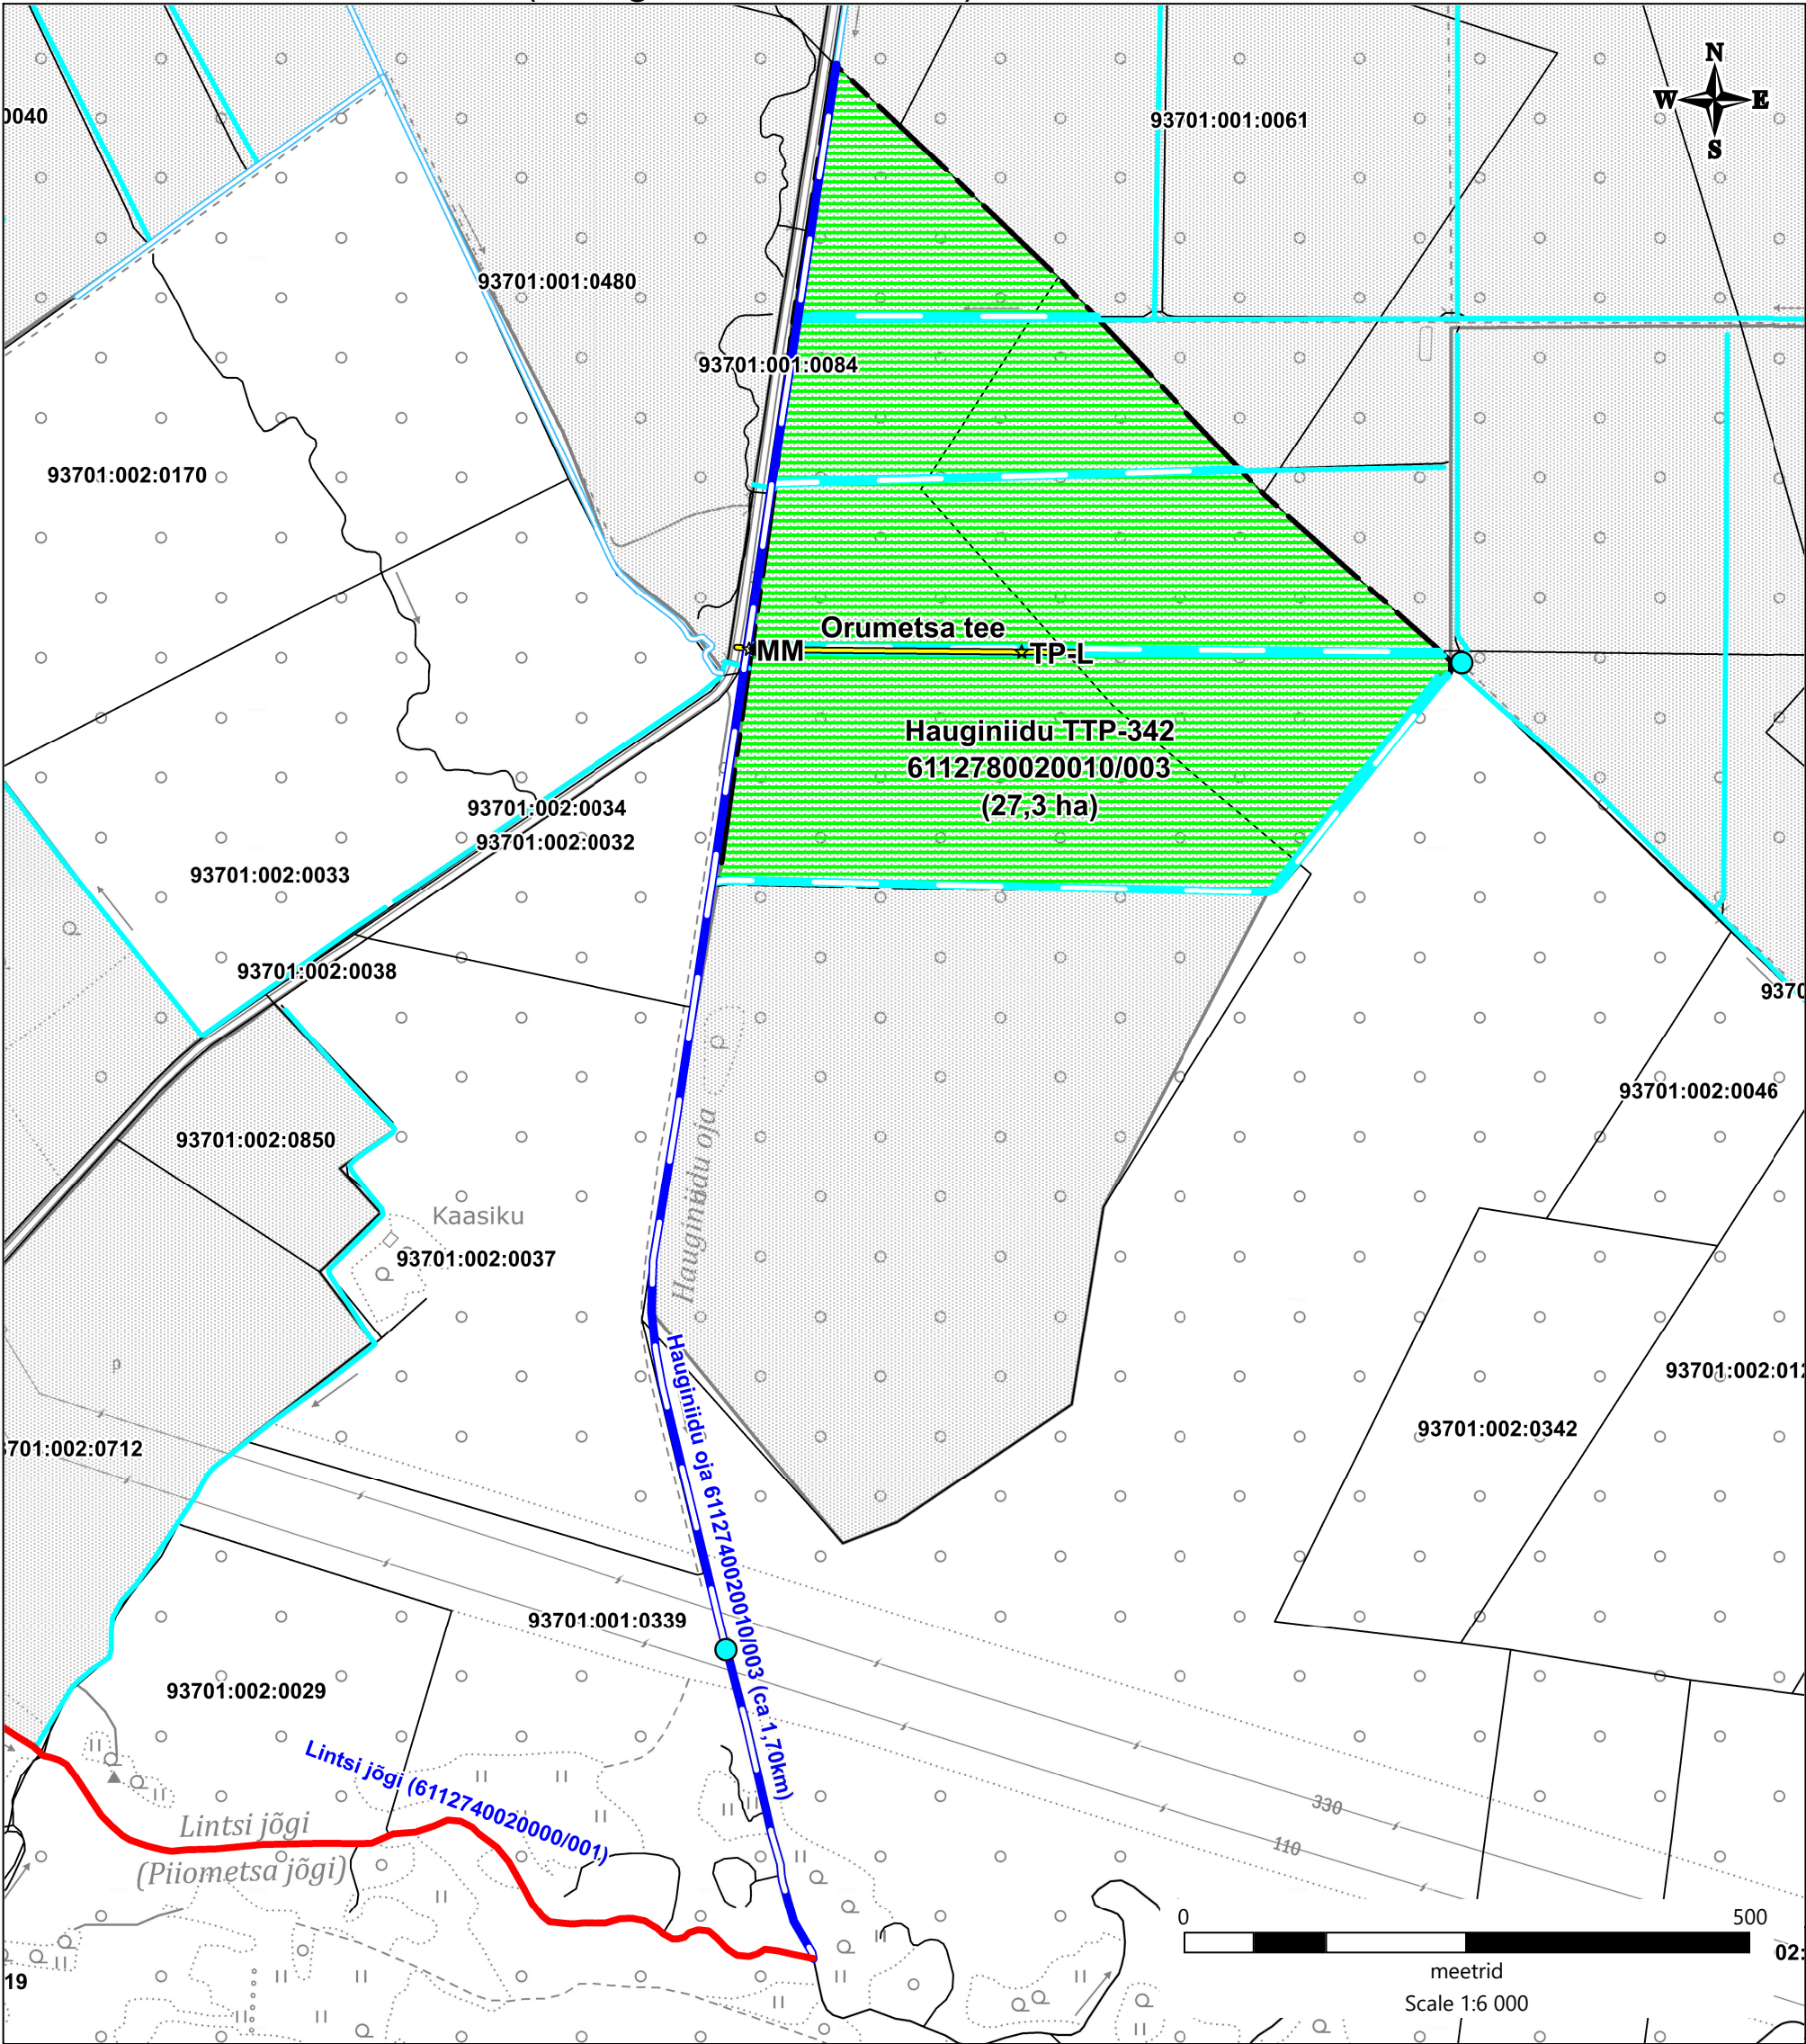 N
W E
S
0040
93701:001:0061
93701:001:0480
93701:001:0084
93701:002:0170
Orumetsa tee
MM
TP-L
Hauginiidu TTP-342
6112780020010/003
(27,3 ha)
93701:002:0034
93701:002:0032
93701:002:0033
93701:002:0038
9370
93701:002:0046
93701:002:0850
Hauginiidu oja
Kaasiku
93701:002:0037
Hauginiidu oja 6112740020010/003 (ca 1,70km)
93701:002:012
93701:002:0342
3701:002:0712
93701:001:0339
93701:002:0029
Lintsi jõgi (6112740020000/001)
Lintsi jõgi
(Piiometsa jõgi)
330
110
0 500
meetrid
Scale 1:6 000
02:
19